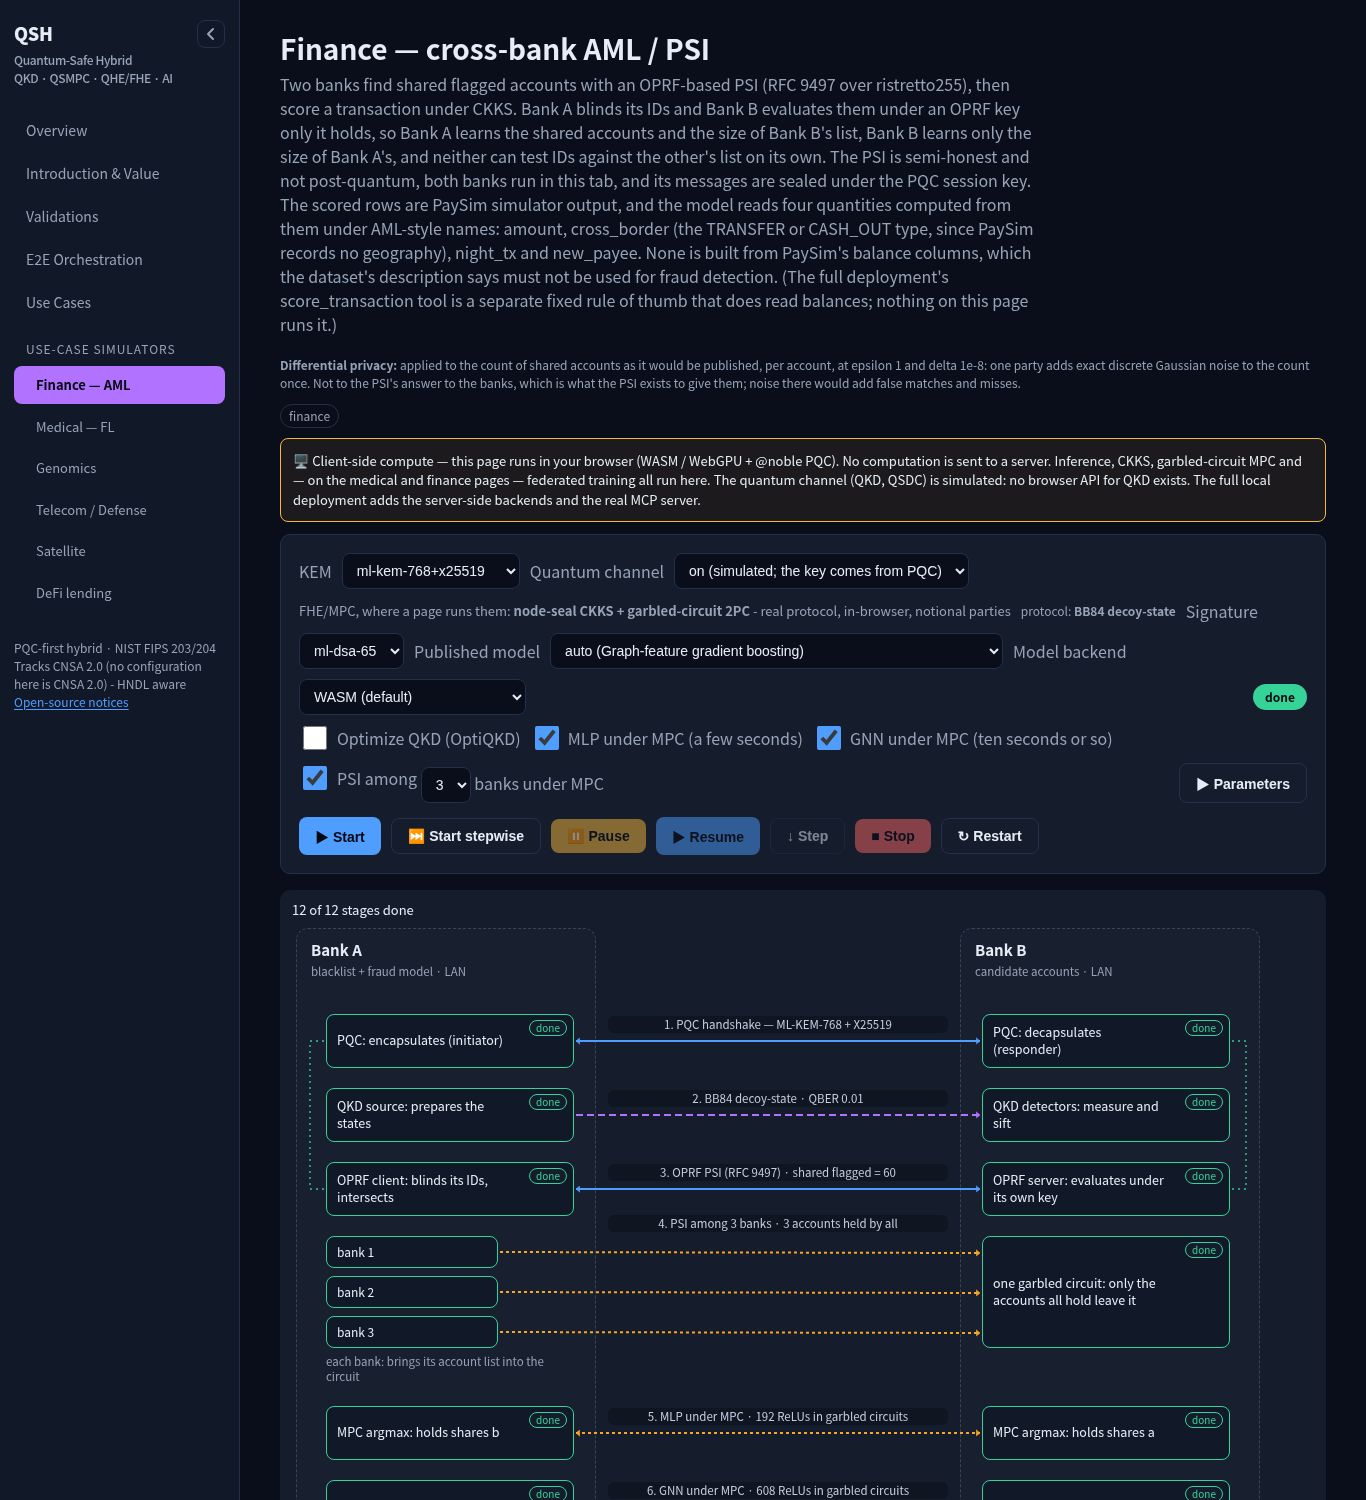 QSH
Quantum-Safe Hybrid
QKD · QSMPC · QHE/FHE · AI
Overview
Introduction & Value
Validations
E2E Orchestration
Use Cases
USE-CASE SIMULATORS
Finance — AML
Medical — FL
Genomics
Telecom / Defense
Satellite
DeFi lending
PQC-first hybrid · NIST FIPS 203/204
Tracks CNSA 2.0 (no configuration
here is CNSA 2.0) - HNDL aware
Open-source notices
Finance — cross-bank AML / PSI
Two banks find shared flagged accounts with an OPRF-based PSI (RFC 9497 over ristretto255), then
score a transaction under CKKS. Bank A blinds its IDs and Bank B evaluates them under an OPRF key
only it holds, so Bank A learns the shared accounts and the size of Bank B's list, Bank B learns only the
size of Bank A's, and neither can test IDs against the other's list on its own. The PSI is semi-honest and
not post-quantum, both banks run in this tab, and its messages are sealed under the PQC session key.
The scored rows are PaySim simulator output, and the model reads four quantities computed from
them under AML-style names: amount, cross_border (the TRANSFER or CASH_OUT type, since PaySim
records no geography), night_tx and new_payee. None is built from PaySim's balance columns, which
the dataset's description says must not be used for fraud detection. (The full deployment's
score_transaction tool is a separate fixed rule of thumb that does read balances; nothing on this page
runs it.)
Differential privacy: applied to the count of shared accounts as it would be published, per account, at epsilon 1 and delta 1e-8: one party adds exact discrete Gaussian noise to the count
once. Not to the PSI's answer to the banks, which is what the PSI exists to give them; noise there would add false matches and misses.
finance
🖥️ Client-side compute — this page runs in your browser (WASM / WebGPU + @noble PQC). No computation is sent to a server. Inference, CKKS, garbled-circuit MPC and
— on the medical and finance pages — federated training all run here. The quantum channel (QKD, QSDC) is simulated: no browser API for QKD exists. The full local
deployment adds the server-side backends and the real MCP server.
KEM ml-kem-768+x25519 Quantum channel on (simulated; the key comes from PQC)
FHE/MPC, where a page runs them: node-seal CKKS + garbled-circuit 2PC - real protocol, in-browser, notional parties protocol: BB84 decoy-state Signature
ml-dsa-65 Published model auto (Graph-feature gradient boosting) Model backend
WASM (default) done
Optimize QKD (OptiQKD) MLP under MPC (a few seconds) GNN under MPC (ten seconds or so)
PSI among 3 banks under MPC ▶ Parameters
▶ Start ⏩ Start stepwise ⏸ Pause ▶ Resume ↓ Step ■ Stop ↻ Restart
12 of 12 stages done
Bank A
blacklist + fraud model · LAN
Bank B
candidate accounts · LAN
PQC: encapsulates (initiator) done
1. PQC handshake — ML-KEM-768 + X25519
PQC: decapsulates
(responder) done
QKD source: prepares the
states done
2. BB84 decoy-state · QBER 0.01
QKD detectors: measure and
sift done
OPRF client: blinds its IDs,
intersects done
3. OPRF PSI (RFC 9497) · shared flagged = 60
OPRF server: evaluates under
its own key done
4. PSI among 3 banks · 3 accounts held by all
bank 1
bank 2
bank 3
each bank: brings its account list into the
circuit
one garbled circuit: only the
accounts all hold leave it done
MPC argmax: holds shares b done
5. MLP under MPC · 192 ReLUs in garbled circuits
MPC argmax: holds shares a done
done
6. GNN under MPC · 608 ReLUs in garbled circuits
done